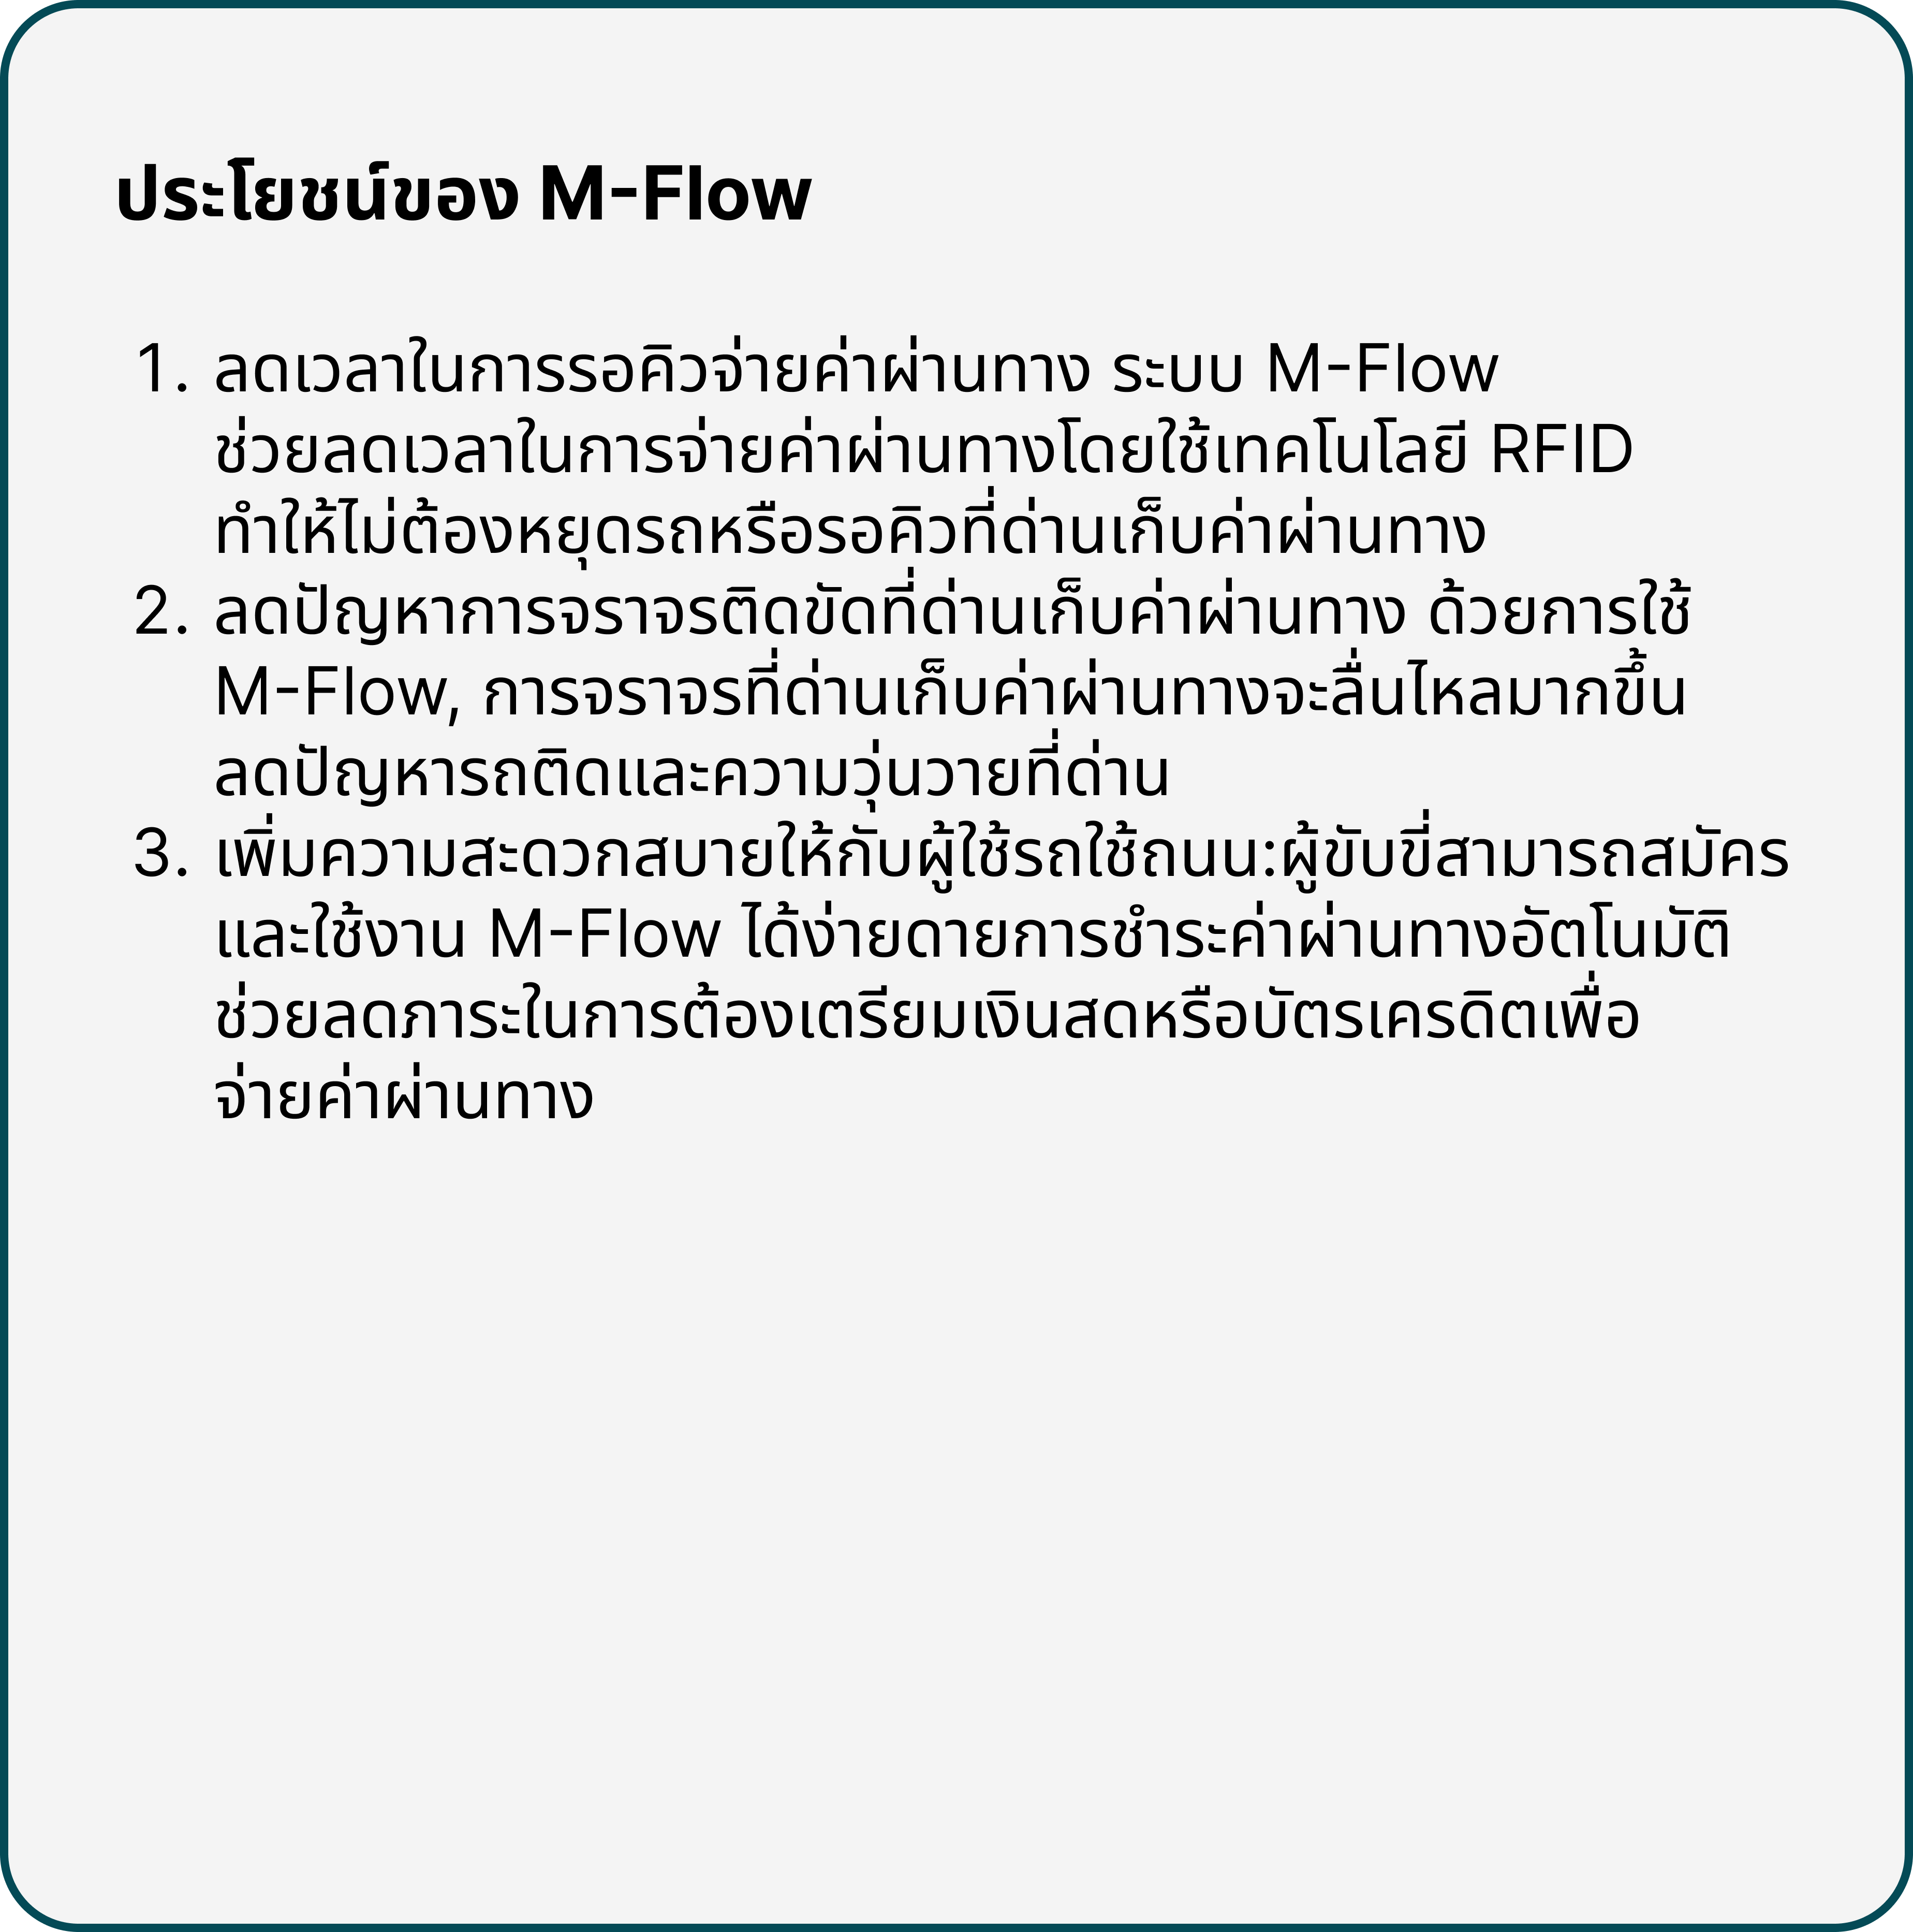 ประโยชน์ของ M-Flow
1. ลดเวลาในการรอคิวจ่ายค่าผ่านทาง ระบบ M-Flow
ช่วยลดเวลาในการจ่ายค่าผ่านทางโดยใช้เทคโนโลยี RFID
ทำให้ไม่ต้องหยุดรถหรือรอคิวที่ด่านเก็บค่าผ่านทาง
2. ลดปัญหาการจราจรติดขัดที่ด่านเก็บค่าผ่านทาง ด้วยการใช้
M-Flow, การจราจรที่ด่านเก็บค่าผ่านทางจะลื่นไหลมากขึ้น
ลดปัญหารถติดและความวุ่นวายที่ด่าน
3. เพิ่มความสะดวกสบายให้กับผู้ใช้รถใช้ถนน:ผู้ขับขี่สามารถสมัคร
และใช้งาน M-Flow ได้ง่ายดายการชำระค่าผ่านทางอัตโนมัติ
ช่วยลดภาระในการต้องเตรียมเงินสดหรือบัตรเครดิตเพื่อ
จ่ายค่าผ่านทาง